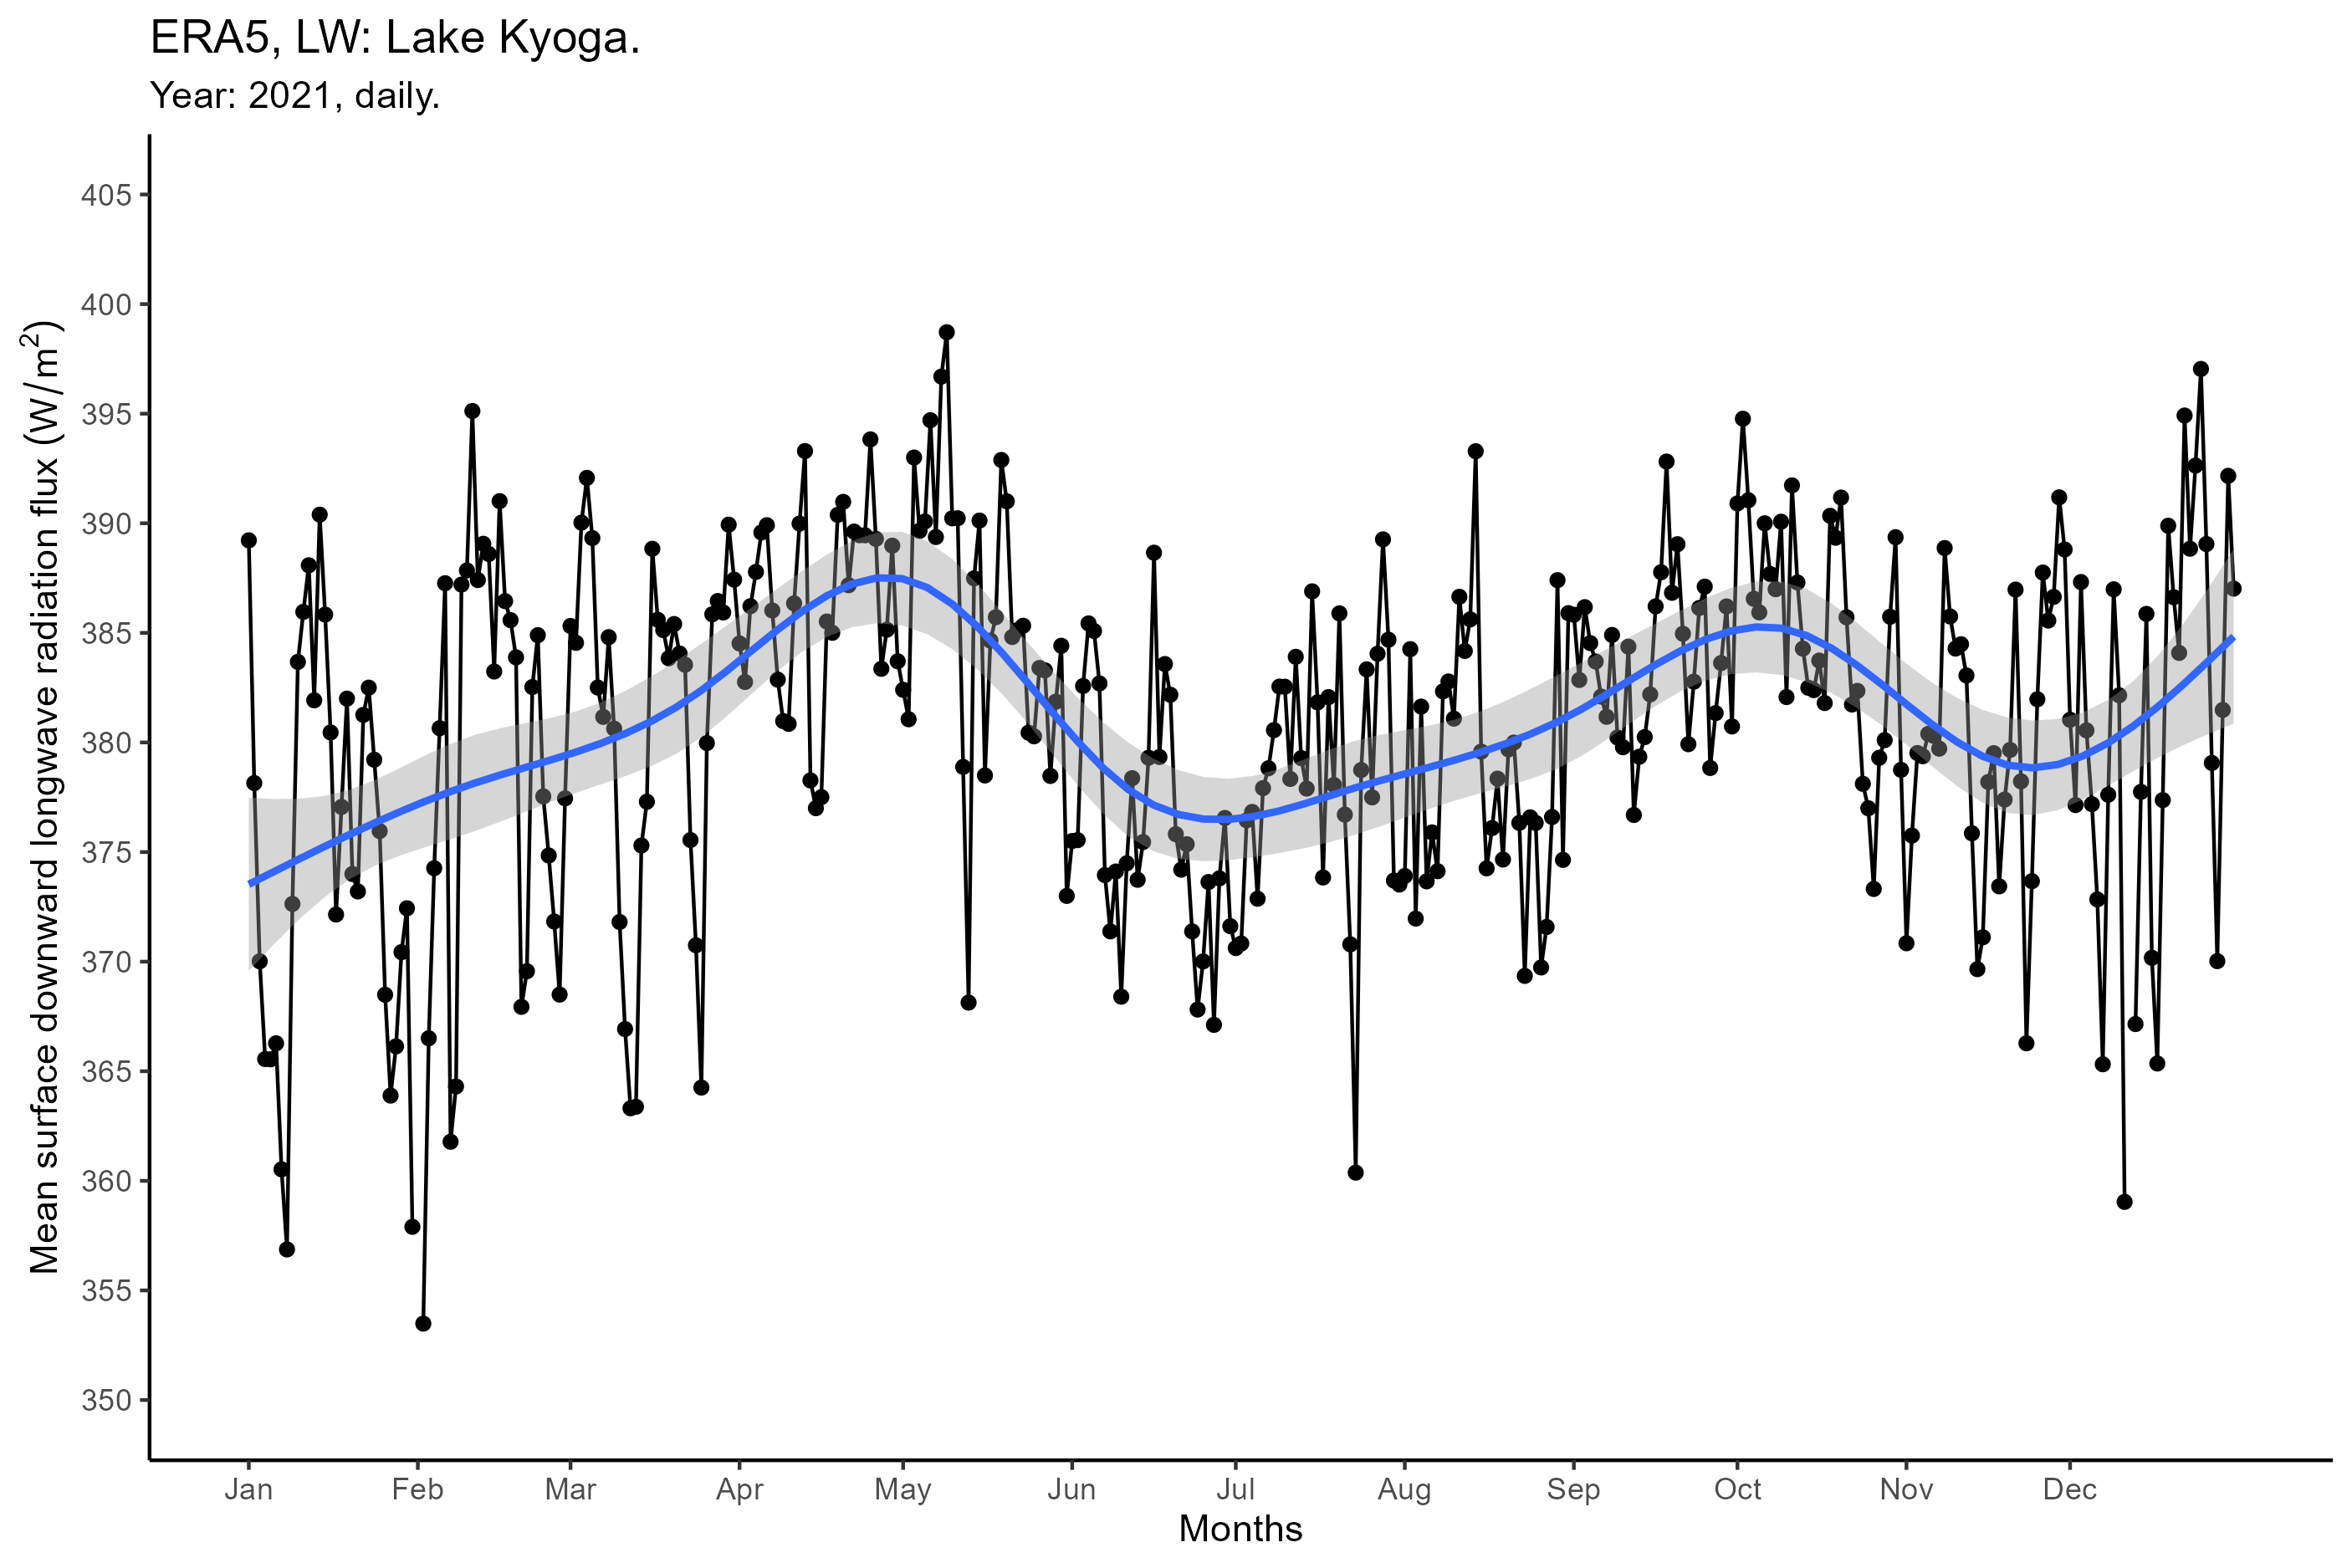 ERA5, LW: Lake Kyoga.
Year: 2021, daily.
Mean surface downward longwave radiation flux (W/m²)
405
400
395
390
385
380
375
370
365
360
355
350
Jan Feb Mar Apr May Jun Jul Aug Sep Oct Nov Dec
Months